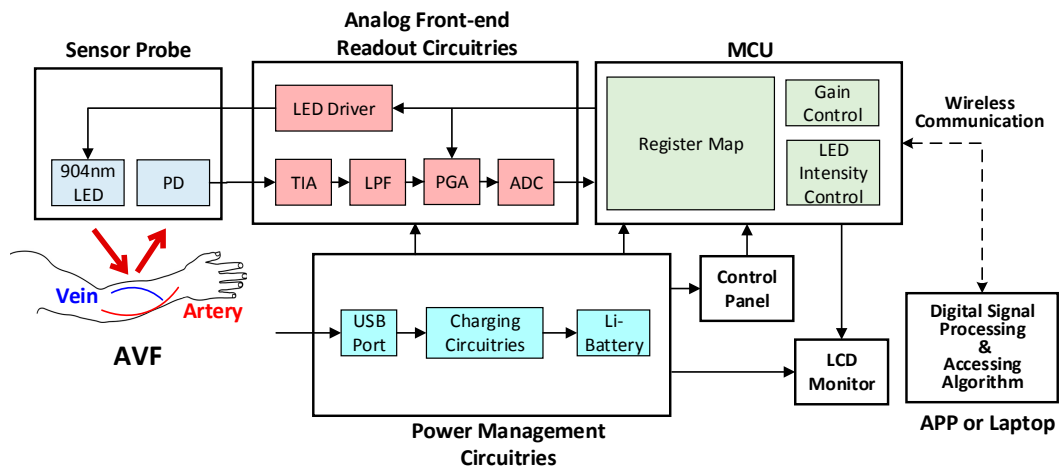 Analog Front-end
Readout Circuitries
Sensor Probe
MCU
LED Driver
904nm
LED
PD
TIA
LPF
PGA
ADC
Register Map
Gain
Control
LED
Intensity
Control
Wireless
Communication
Vein
Artery
AVF
USB
Port
Charging
Circuitries
Li-
Battery
Power Management
Circuitries
Control
Panel
LCD
Monitor
Digital Signal
Processing
&
Accessing
Algorithm
APP or Laptop